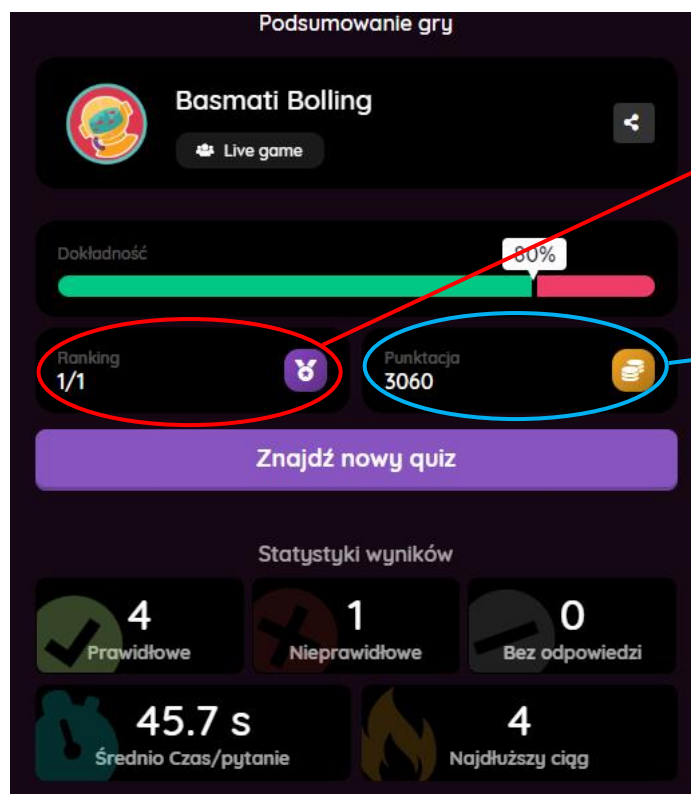 Podsumowanie gry
Basmati Bolling
Live game
Dokładność
80%
Ranking
1/1
Punktacja
3060
Znajdź nowy quiz
Statystyki wyników
4
Prawidłowe
1
Nieprawidłowe
0
Bez odpowiedzi
45.7 s
Średnio Czas/pytanie
4
Najdłuższy ciąg